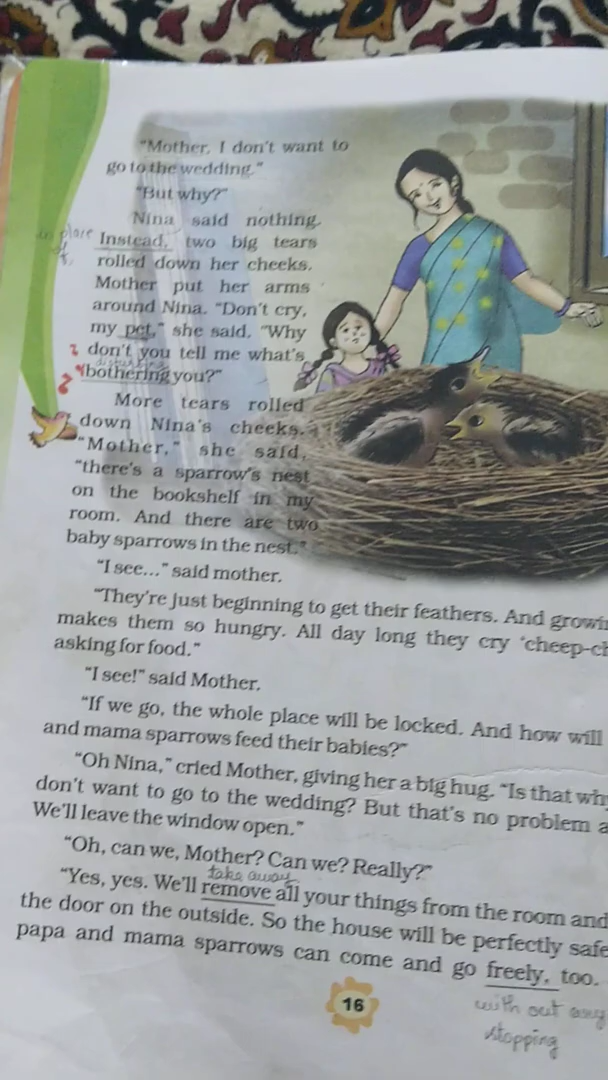 "Mother, I don't want to
go to the wedding."
"But why?"
Nina said nothing.
in place
Instead, two big tears
rolled down her cheeks.
Mother put her arms
around Nina. "Don't cry,
my pet," she said. "Why
don't you tell me what's
disturbing
bothering you?"
More tears rolled
down Nina's cheeks.
"Mother," she said,
"there's a sparrow's nest
on the bookshelf in my
room. And there are two
baby sparrows in the nest."
"I see..." said mother.
"They're just beginning to get their feathers. And growi
makes them so hungry. All day long they cry 'cheep-ch
asking for food."
"I see!" said Mother.
"If we go, the whole place will be locked. And how will
and mama sparrows feed their babies?"
"Oh Nina," cried Mother, giving her a big hug. "Is that wh
don't want to go to the wedding? But that's no problem a
We'll leave the window open."
"Oh, can we, Mother? Can we? Really?"
take away
"Yes, yes. We'll remove all your things from the room and
the door on the outside. So the house will be perfectly safe
papa and mama sparrows can come and go freely, too.
16
with out any
stopping